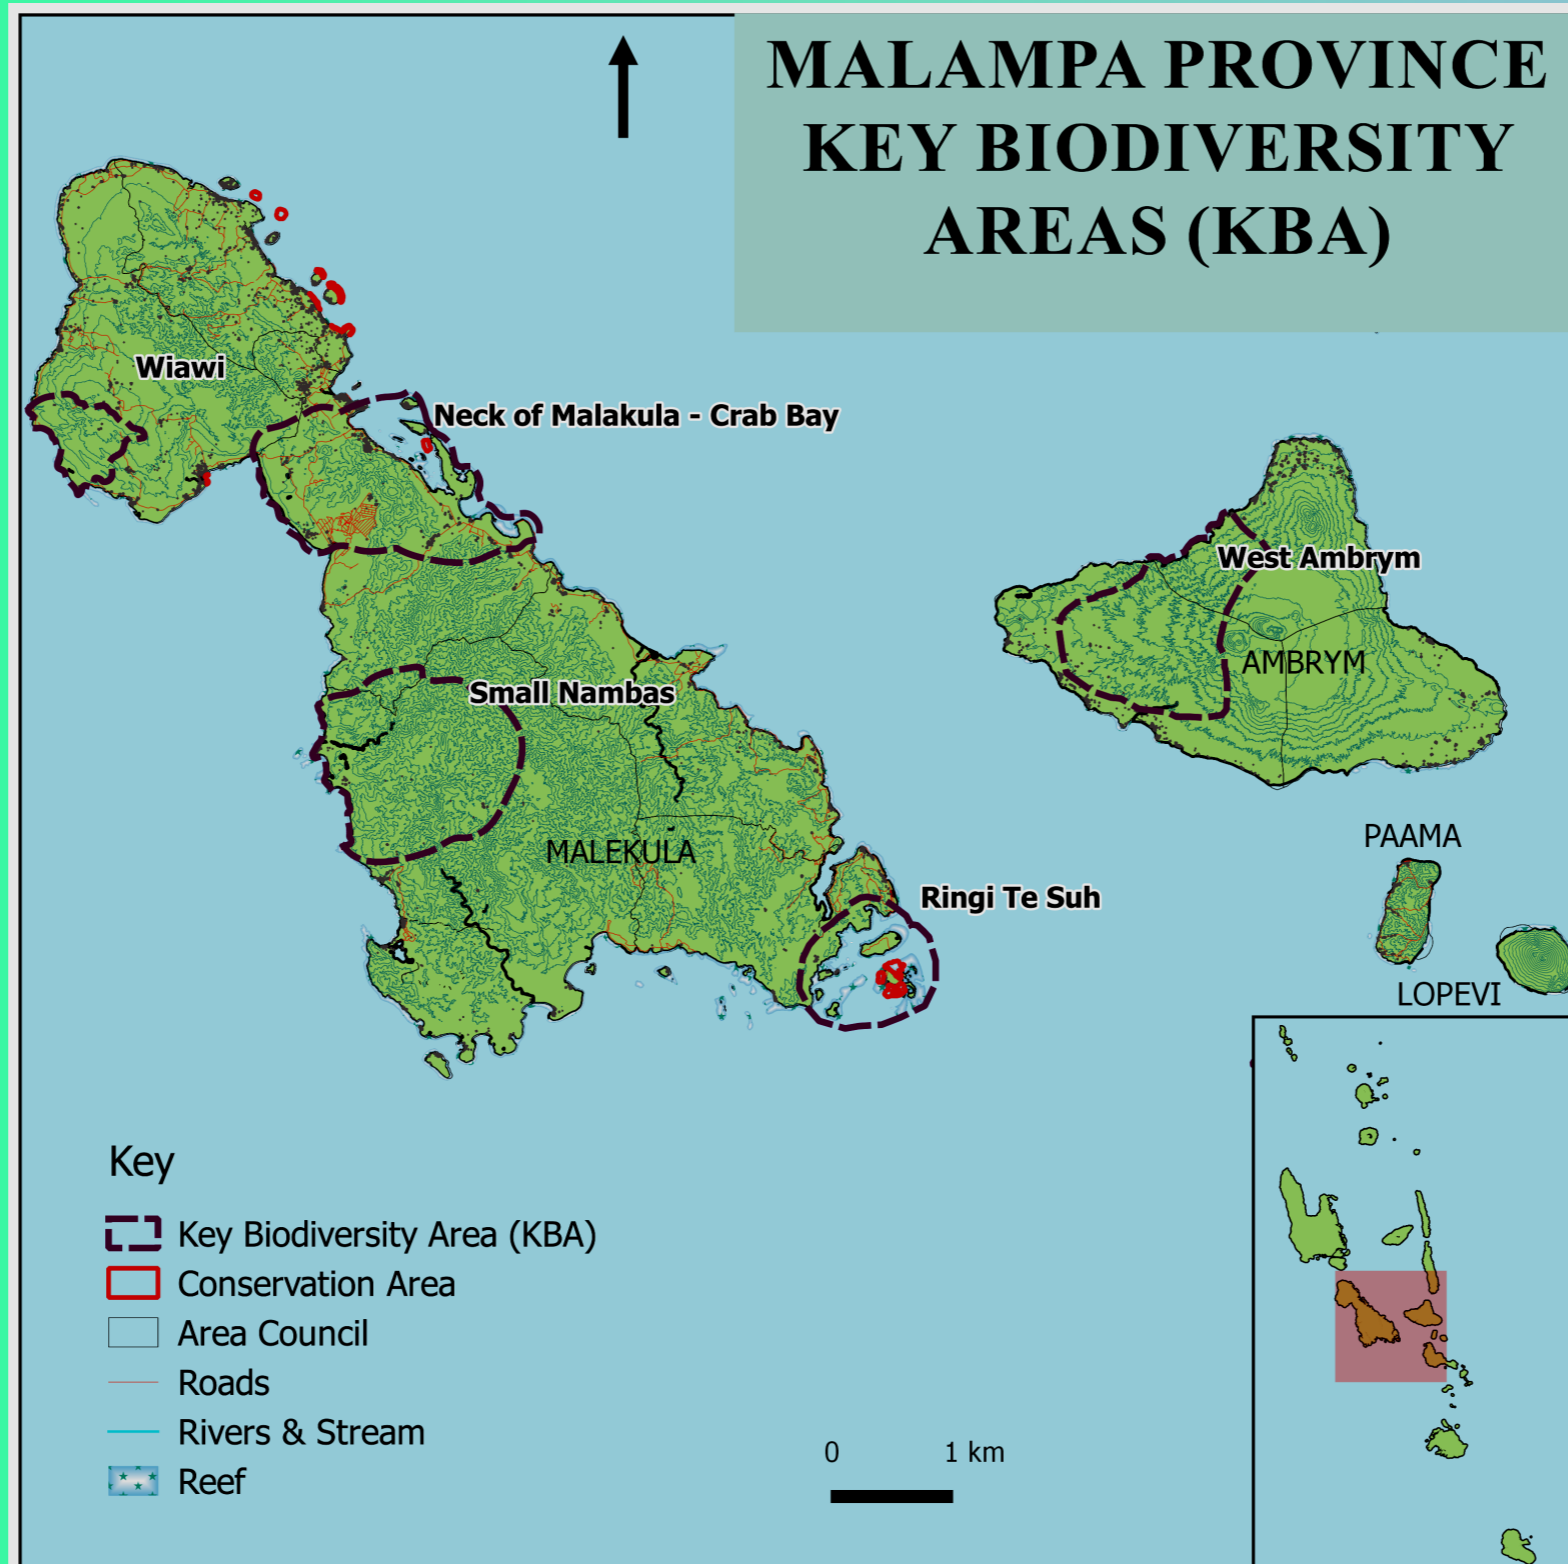 MALAMPA PROVINCE
KEY BIODIVERSITY
AREAS (KBA)
Wiawi
Neck of Malakula - Crab Bay
West Ambrym
AMBRYM
Small Nambas
MALEKULA
PAAMA
Ringi Te Suh
LOPEVI
Key
Key Biodiversity Area (KBA)
Conservation Area
Area Council
Roads
Rivers & Stream
Reef
0 1 km